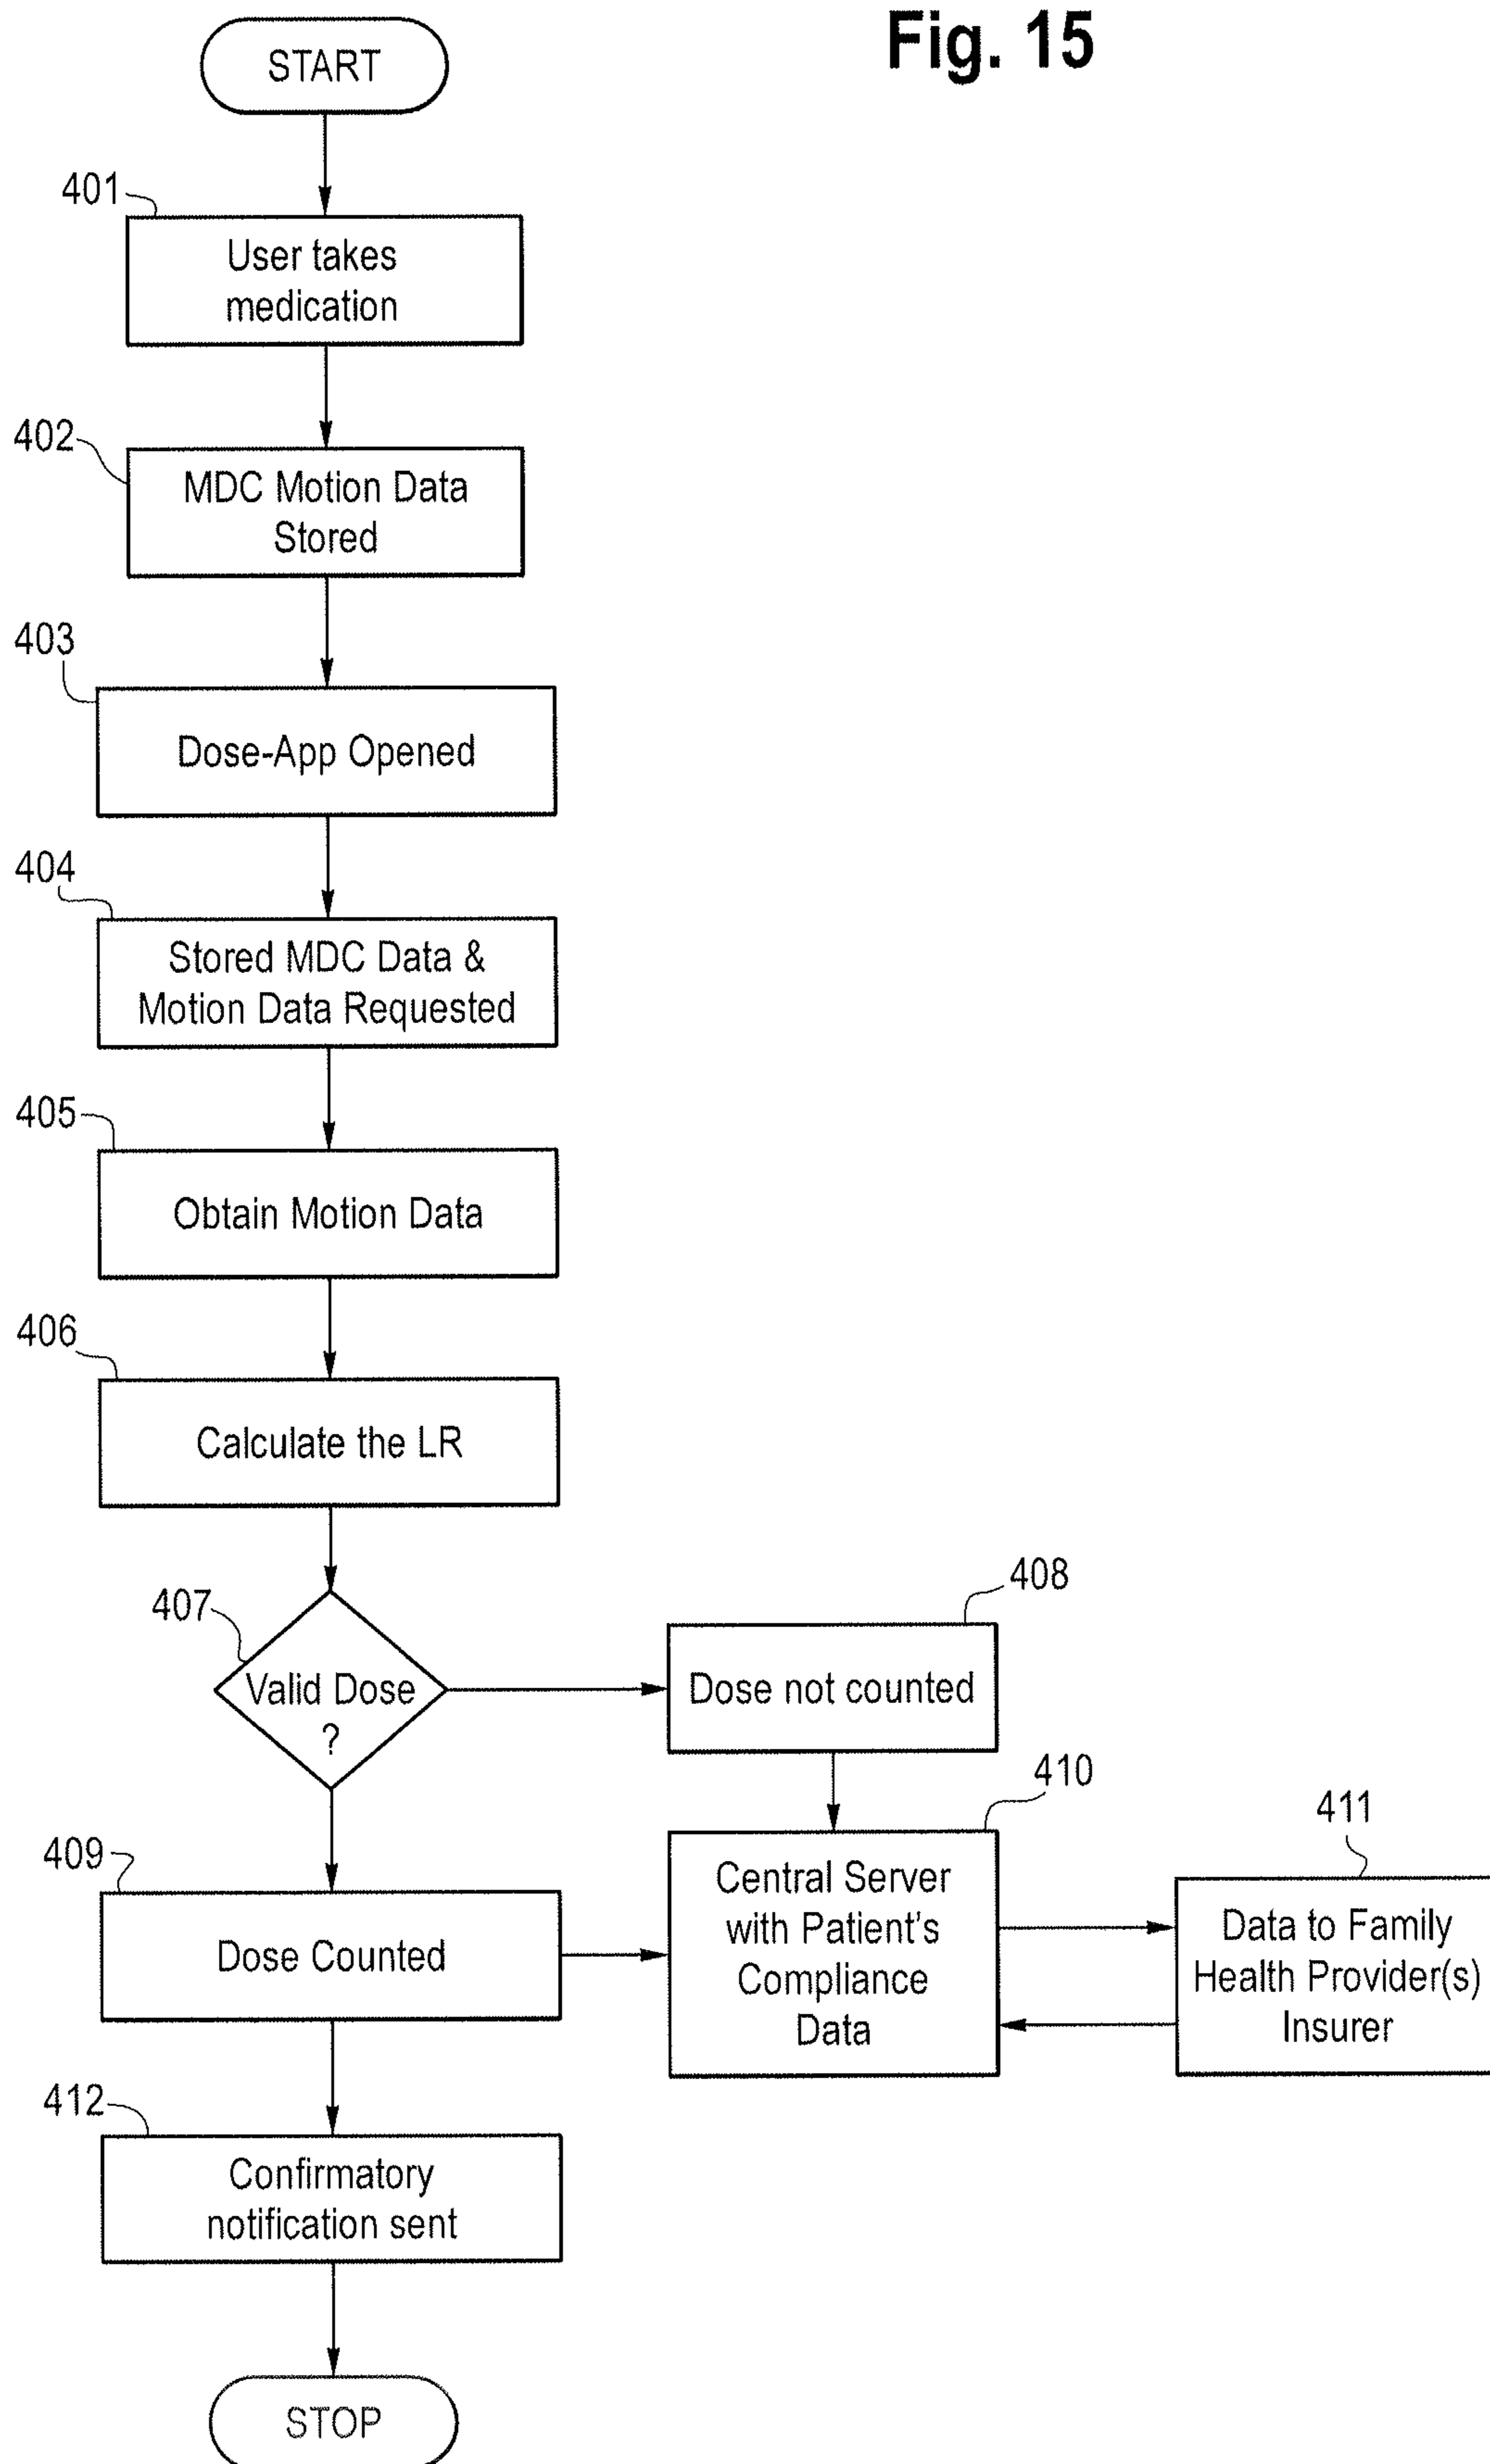 Fig. 15
START
401
User takes
medication
402
MDC Motion Data
Stored
403
Dose-App Opened
404
Stored MDC Data &
Motion Data Requested
405
Obtain Motion Data
406
Calculate the LR
407
Valid Dose
?
408
Dose not counted
409
Dose Counted
410
Central Server
with Patient's
Compliance
Data
411
Data to Family
Health Provider(s)
Insurer
412
Confirmatory
notification sent
STOP